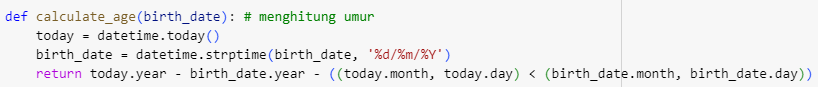 def calculate_age(birth_date): # menghitung umur
    today = datetime.today()
    birth_date = datetime.strptime(birth_date, '%d/%m/%Y')
    return today.year - birth_date.year - ((today.month, today.day) < (birth_date.month, birth_date.day))